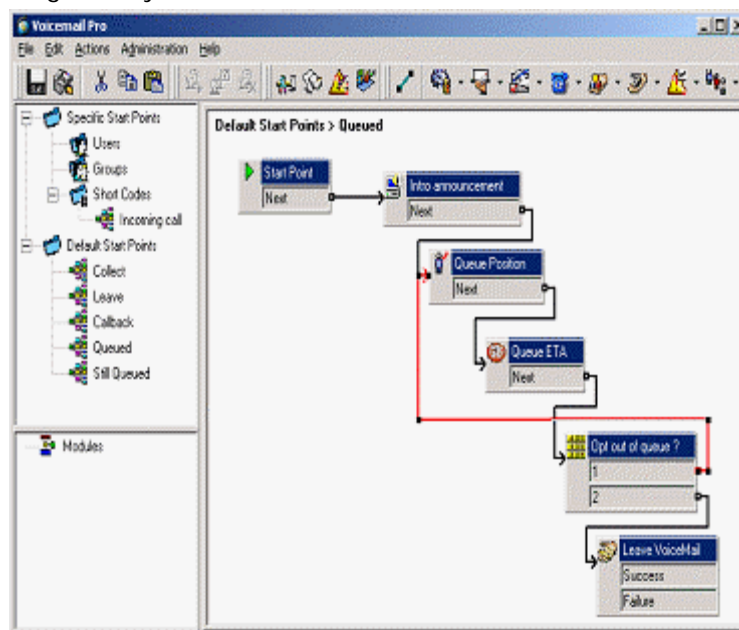 Voicemail Pro
File Edit Actions Administration Help
Specific Start Points
Users
Groups
Short Codes
Incoming call
Default Start Points
Collect
Leave
Callback
Queued
Still Queued
Modules
Default Start Points > Queued
Start Point
Next
Intro announcement
Next
Queue Position
Next
Queue ETA
Next
Opt out of queue ?
1
2
Leave VoiceMail
Success
Failure